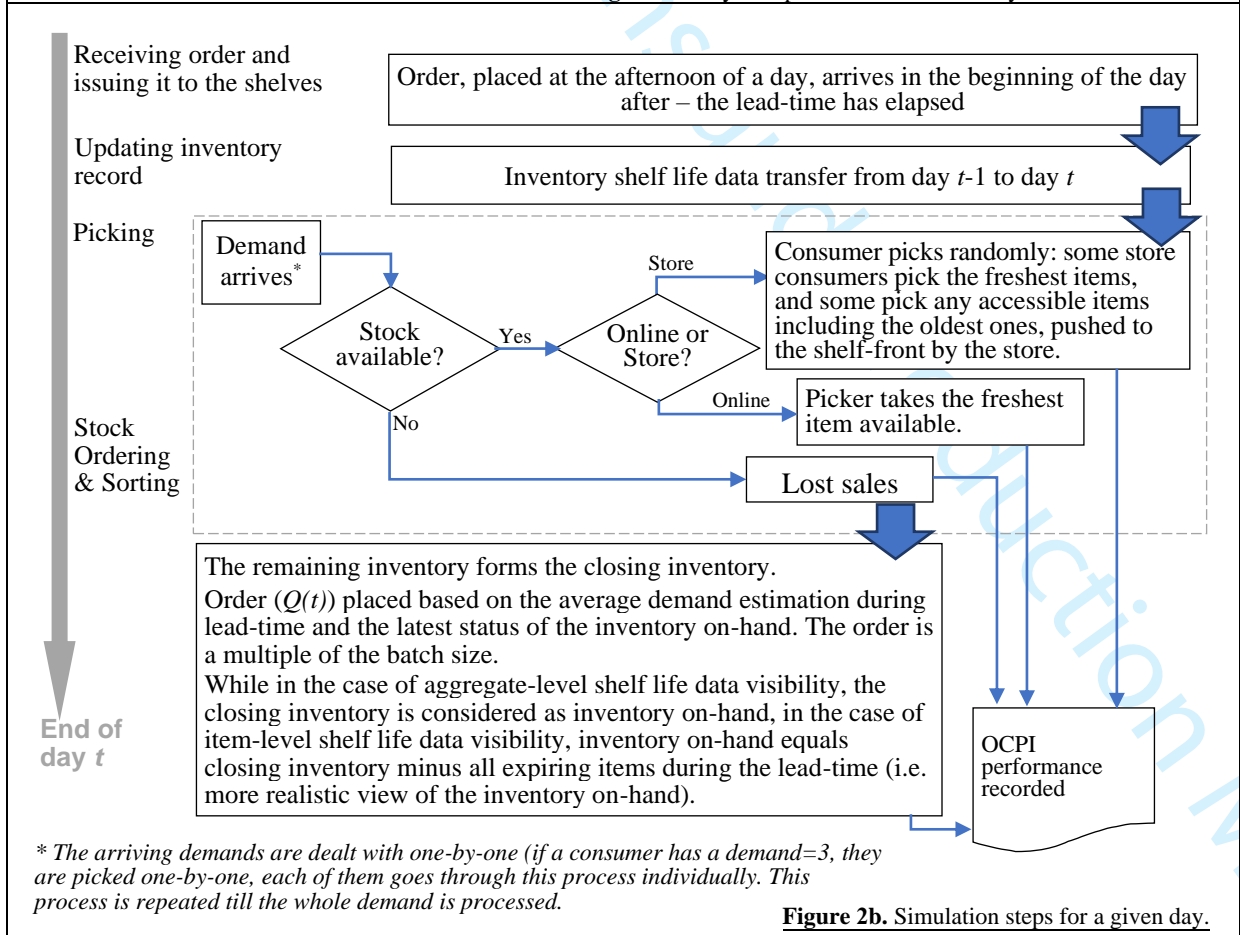 Receiving order and
issuing it to the shelves
Order, placed at the afternoon of a day, arrives in the beginning of the day
after – the lead-time has elapsed
Updating inventory
record
Inventory shelf life data transfer from day t-1 to day t
Picking
Demand
arrives*
Stock
available?
Yes
No
Online or
Store?
Store
Online
Consumer picks randomly: some store
consumers pick the freshest items,
and some pick any accessible items
including the oldest ones, pushed to
the shelf-front by the store.
Picker takes the freshest
item available.
Lost sales
Stock
Ordering
& Sorting
The remaining inventory forms the closing inventory.
Order (Q(t)) placed based on the average demand estimation during
lead-time and the latest status of the inventory on-hand. The order is
a multiple of the batch size.
While in the case of aggregate-level shelf life data visibility, the
closing inventory is considered as inventory on-hand, in the case of
item-level shelf life data visibility, inventory on-hand equals
closing inventory minus all expiring items during the lead-time (i.e.
more realistic view of the inventory on-hand).
End of
day t
OCPI
performance
recorded
* The arriving demands are dealt with one-by-one (if a consumer has a demand=3, they
are picked one-by-one, each of them goes through this process individually. This
process is repeated till the whole demand is processed.
Figure 2b. Simulation steps for a given day.